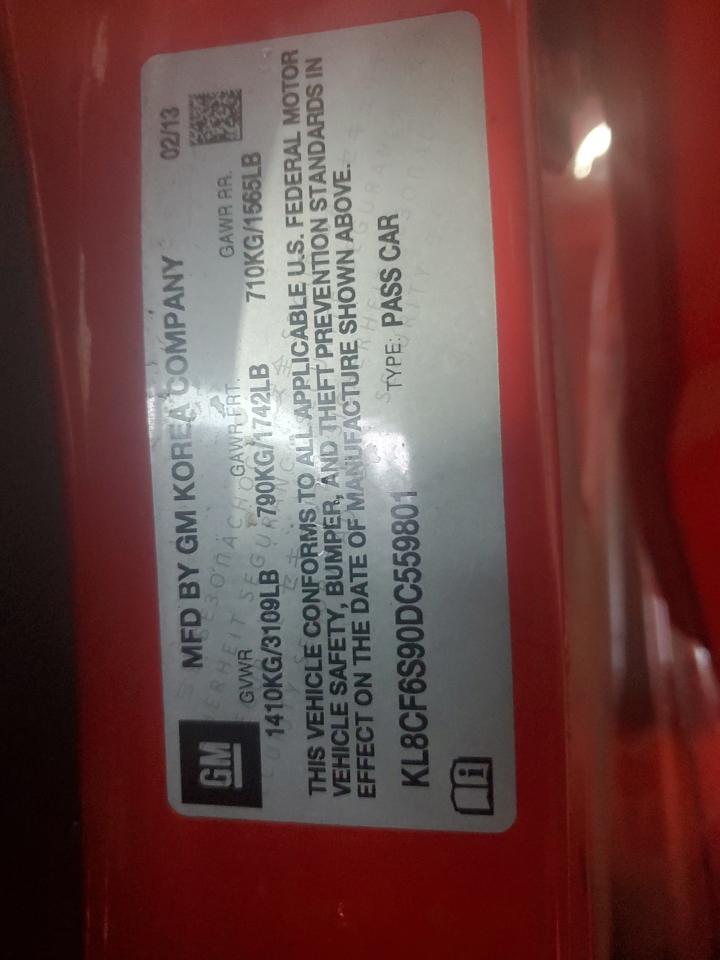 GM
MFD BY GM KOREA COMPANY 02/13
GVWR GAWR FRT. GAWR RR.
1410KG/3109LB 790KG/1742LB 710KG/1565LB
THIS VEHICLE CONFORMS TO ALL APPLICABLE U.S. FEDERAL MOTOR
VEHICLE SAFETY, BUMPER, AND THEFT PREVENTION STANDARDS IN
EFFECT ON THE DATE OF MANUFACTURE SHOWN ABOVE.
KL8CF6S90DC559801 TYPE: PASS CAR
i